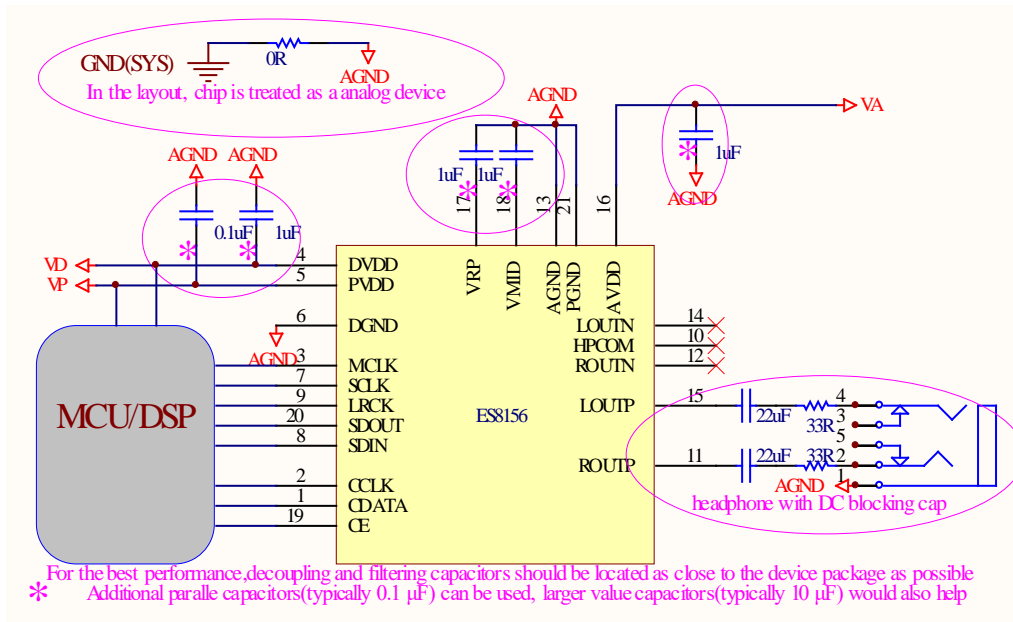 GND(SYS)
0R
AGND
In the layout, chip is treated as a analog device
AGND
VA
1uF
AGND
1uF 1uF
17 18 13 21 16
AGND AGND
0.1uF 1uF
VD 4 DVDD
VP 5 PVDD
6 DGND
AGND
VRP VMID AGND PGND AVDD
3 MCLK
7 SCLK
9 LRCK
20 SDOUT
8 SDIN
2 CCLK
1 CDATA
19 CE
MCU/DSP
ES8156
LOUTN 14
HPCOM 10
ROUTN 12
LOUTP 15
22uF 33R
ROUTP 11
22uF 33R
4
3
5
2
1
AGND
headphone with DC blocking cap
For the best performance,decoupling and filtering capacitors should be located as close to the device package as possible
* Additional paralle capacitors(typically 0.1 μF) can be used, larger value capacitors(typically 10 μF) would also help